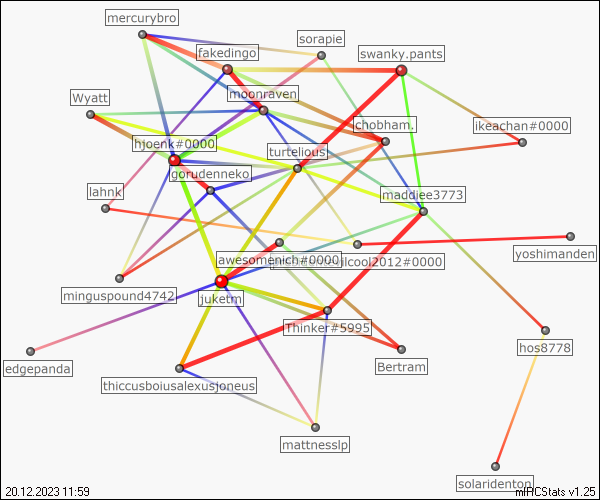 mercurybro
sorapie
fakedingo
swanky.pants
moonraven
Wyatt
chobham.
ikeachan#0000
hjoenk#0000
turtelious
gorudenneko
lahnk
maddiee3773
awesomenich#0000
cool2012#0000
yoshimanden
minguspound4742
juketm
Thinker#5995
hos8778
edgepanda
Bertram
thiccusboiusalexusjoneus
mattnesslp
solaridenton
20.12.2023 11:59
mIRCStats v1.25